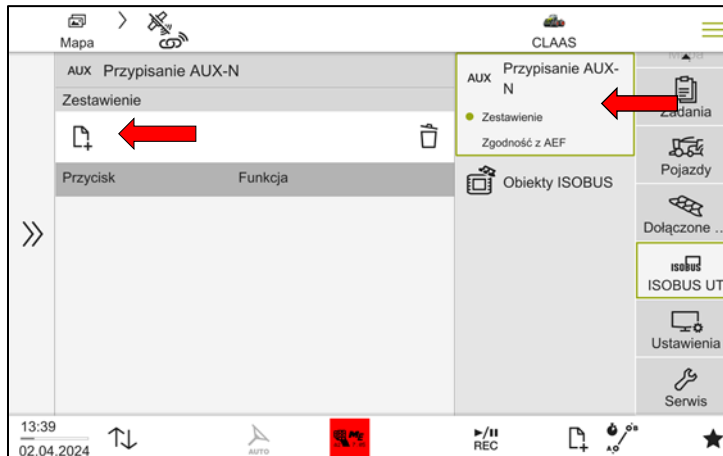 Mapa
CLAAS
AUX Przypisanie AUX-N
Zestawienie
Przycisk Funkcja
AUX Przypisanie AUX-
N
Zestawienie
Zgodność z AEF
Obiekty ISOBUS
Zadania
Pojazdy
Dołączone ...
ISOBUS
ISOBUS UT
Ustawienia
Serwis
13:39
02.04.2024
AUTO
REC